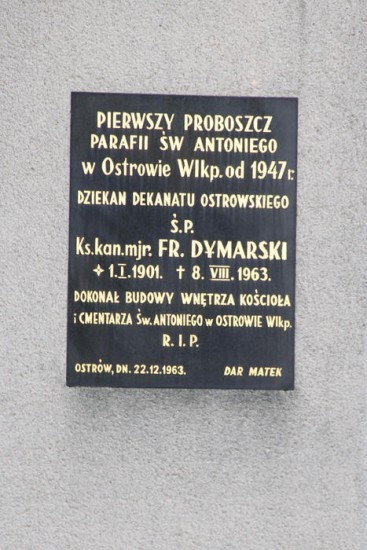 PIERWSZY PROBOSZCZ
PARAFII ŚW ANTONIEGO
w Ostrowie Wlkp. od 1947 r.
DZIEKAN DEKANATU OSTROWSKIEGO
Ś.P.
Ks. kan. mjr. FR. DYMARSKI
✦ 1.I.1901. † 8. VIII. 1963.
DOKONAŁ BUDOWY WNĘTRZA KOŚCIOŁA
i CMENTARZA Św. ANTONIEGO w OSTROWIE Wlkp.
R. I. P.
OSTRÓW, DN. 22.12.1963. DAR MATEK